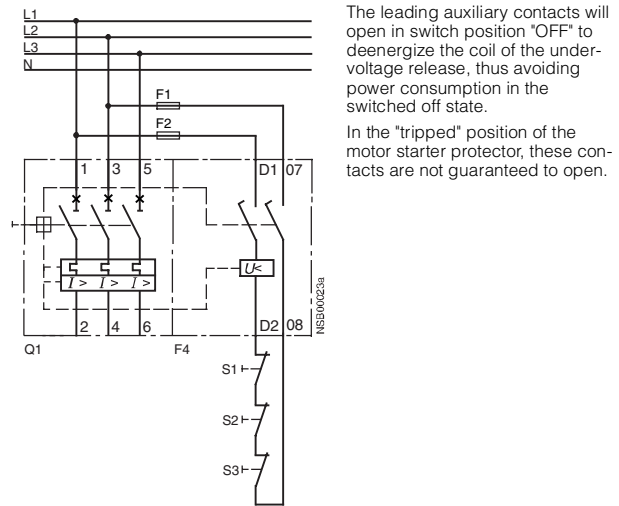 L1
L2
L3
N
F1
F2
1
3
5
D1
07
I >
I >
I >
U<
2
4
6
D2
08
Q1
F4
NSB00023a
S1
S2
S3
The leading auxiliary contacts will
open in switch position "OFF" to
deenergize the coil of the under-
voltage release, thus avoiding
power consumption in the
switched off state.
In the "tripped" position of the
motor starter protector, these con-
tacts are not guaranteed to open.